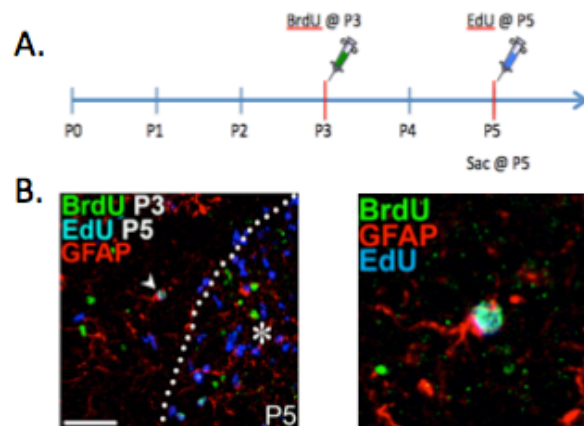 A.
BrdU @ P3
EdU @ P5
P0
P1
P2
P3
P4
P5
Sac @ P5
B.
BrdU P3
EdU P5
GFAP
*
P5
BrdU
GFAP
EdU